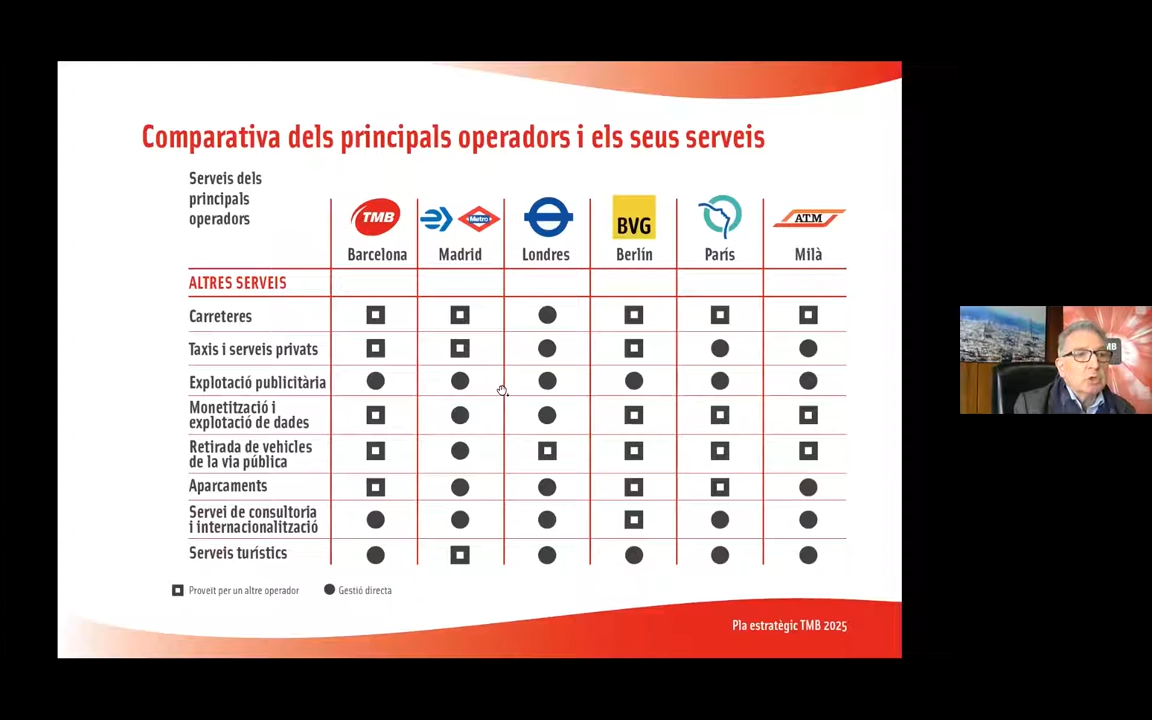 Comparativa dels principals operadors i els seus serveis
Serveis dels
principals
operadors
TMB
Metro
BVG
ATM
Barcelona
Madrid
Londres
Berlín
París
Milà
ALTRES SERVEIS
Carreteres
Taxis i serveis privats
Explotació publicitària
Monetització i
explotació de dades
Retirada de vehicles
de la via pública
Aparcaments
Servei de consultoria
i internacionalització
Serveis turístics
Proveït per un altre operador
Gestió directa
Pla estratègic TMB 2025
MB